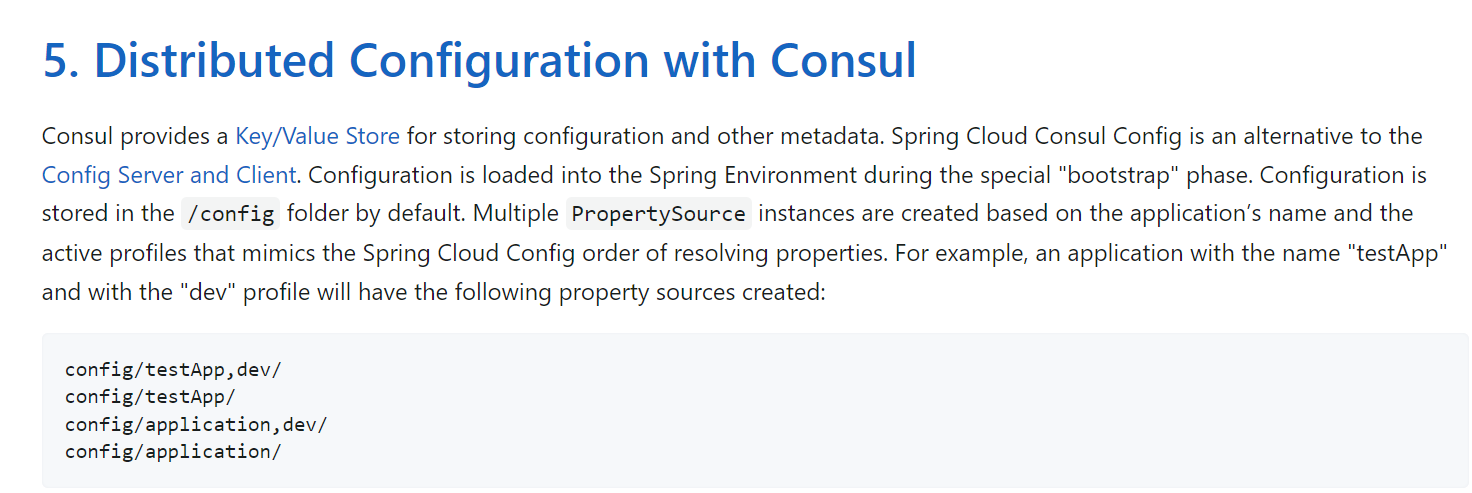 5. Distributed Configuration with Consul
Consul provides a Key/Value Store for storing configuration and other metadata. Spring Cloud Consul Config is an alternative to the
Config Server and Client. Configuration is loaded into the Spring Environment during the special "bootstrap" phase. Configuration is
stored in the /config folder by default. Multiple PropertySource instances are created based on the application’s name and the
active profiles that mimics the Spring Cloud Config order of resolving properties. For example, an application with the name "testApp"
and with the "dev" profile will have the following property sources created:
config/testApp,dev/
config/testApp/
config/application,dev/
config/application/